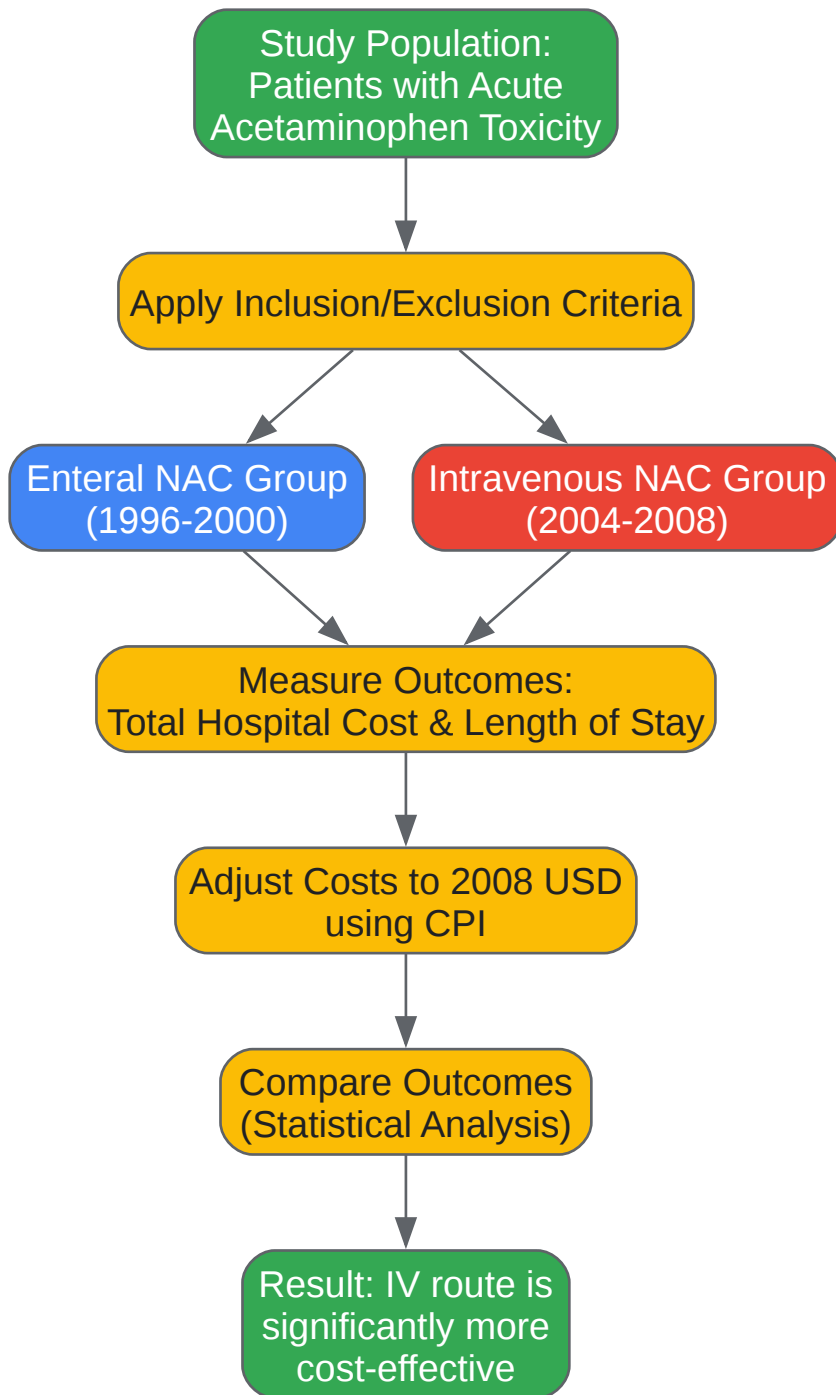 Study Population:
Patients with Acute
Acetaminophen Toxicity
Apply Inclusion/Exclusion Criteria
Enteral NAC Group
(1996-2000)
Intravenous NAC Group
(2004-2008)
Measure Outcomes:
Total Hospital Cost & Length of Stay
Adjust Costs to 2008 USD
using CPI
Compare Outcomes
(Statistical Analysis)
Result: IV route is
significantly more
cost-effective